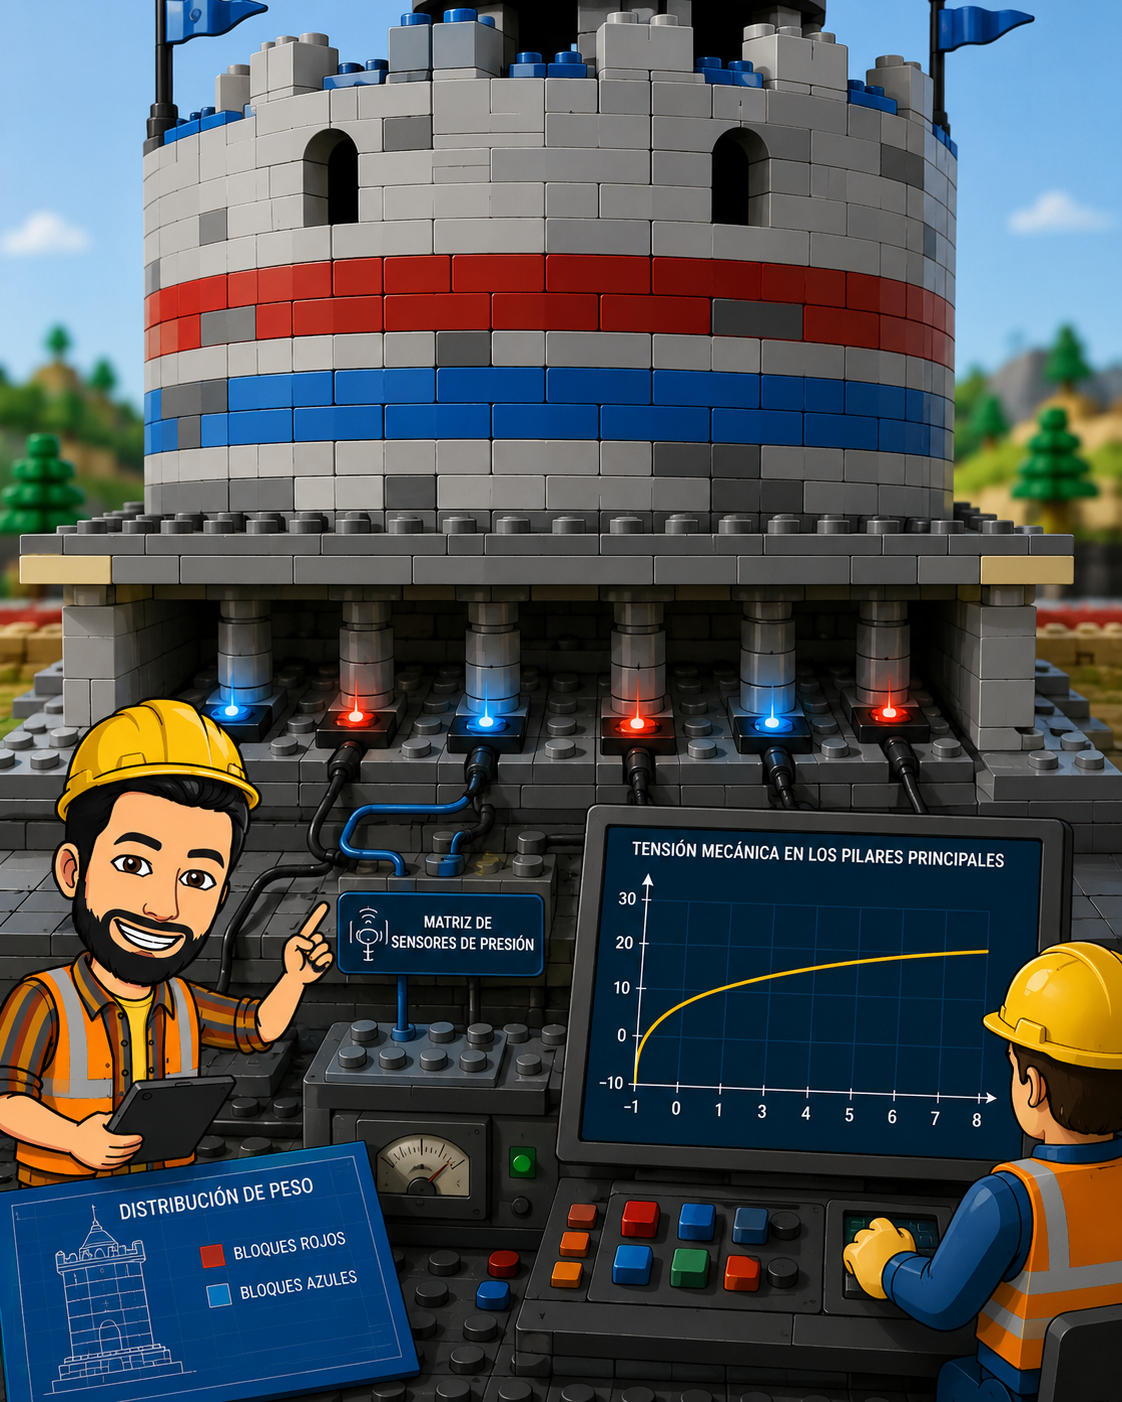 MATRIZ DE
SENSORES DE PRESIÓN
TENSIÓN MECÁNICA EN LOS PILARES PRINCIPALES
30
20
10
0
-10
-1 0 1 3 4 5 6 7 8
DISTRIBUCIÓN DE PESO
BLOQUES ROJOS
BLOQUES AZULES